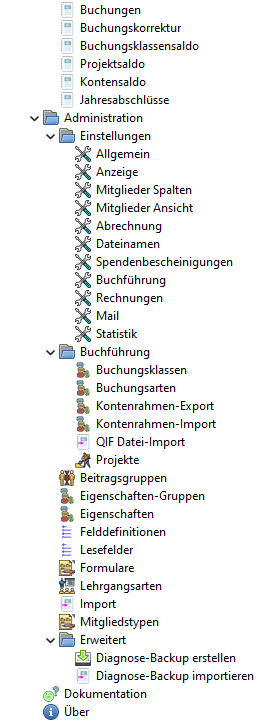 Buchungen
Buchungskorrektur
Buchungsklassensaldo
Projektsaldo
Kontensaldo
Jahresabschlüsse
Administration
Einstellungen
Allgemein
Anzeige
Mitglieder Spalten
Mitglieder Ansicht
Abrechnung
Dateinamen
Spendenbescheinigungen
Buchführung
Rechnungen
Mail
Statistik
Buchführung
Buchungsklassen
Buchungsarten
Kontenrahmen-Export
Kontenrahmen-Import
QIF Datei-Import
Projekte
Beitragsgruppen
Eigenschaften-Gruppen
Eigenschaften
Felddefinitionen
Lesefelder
Formulare
Lehrgangsarten
Import
Mitgliedstypen
Erweitert
Diagnose-Backup erstellen
Diagnose-Backup importieren
Dokumentation
Über